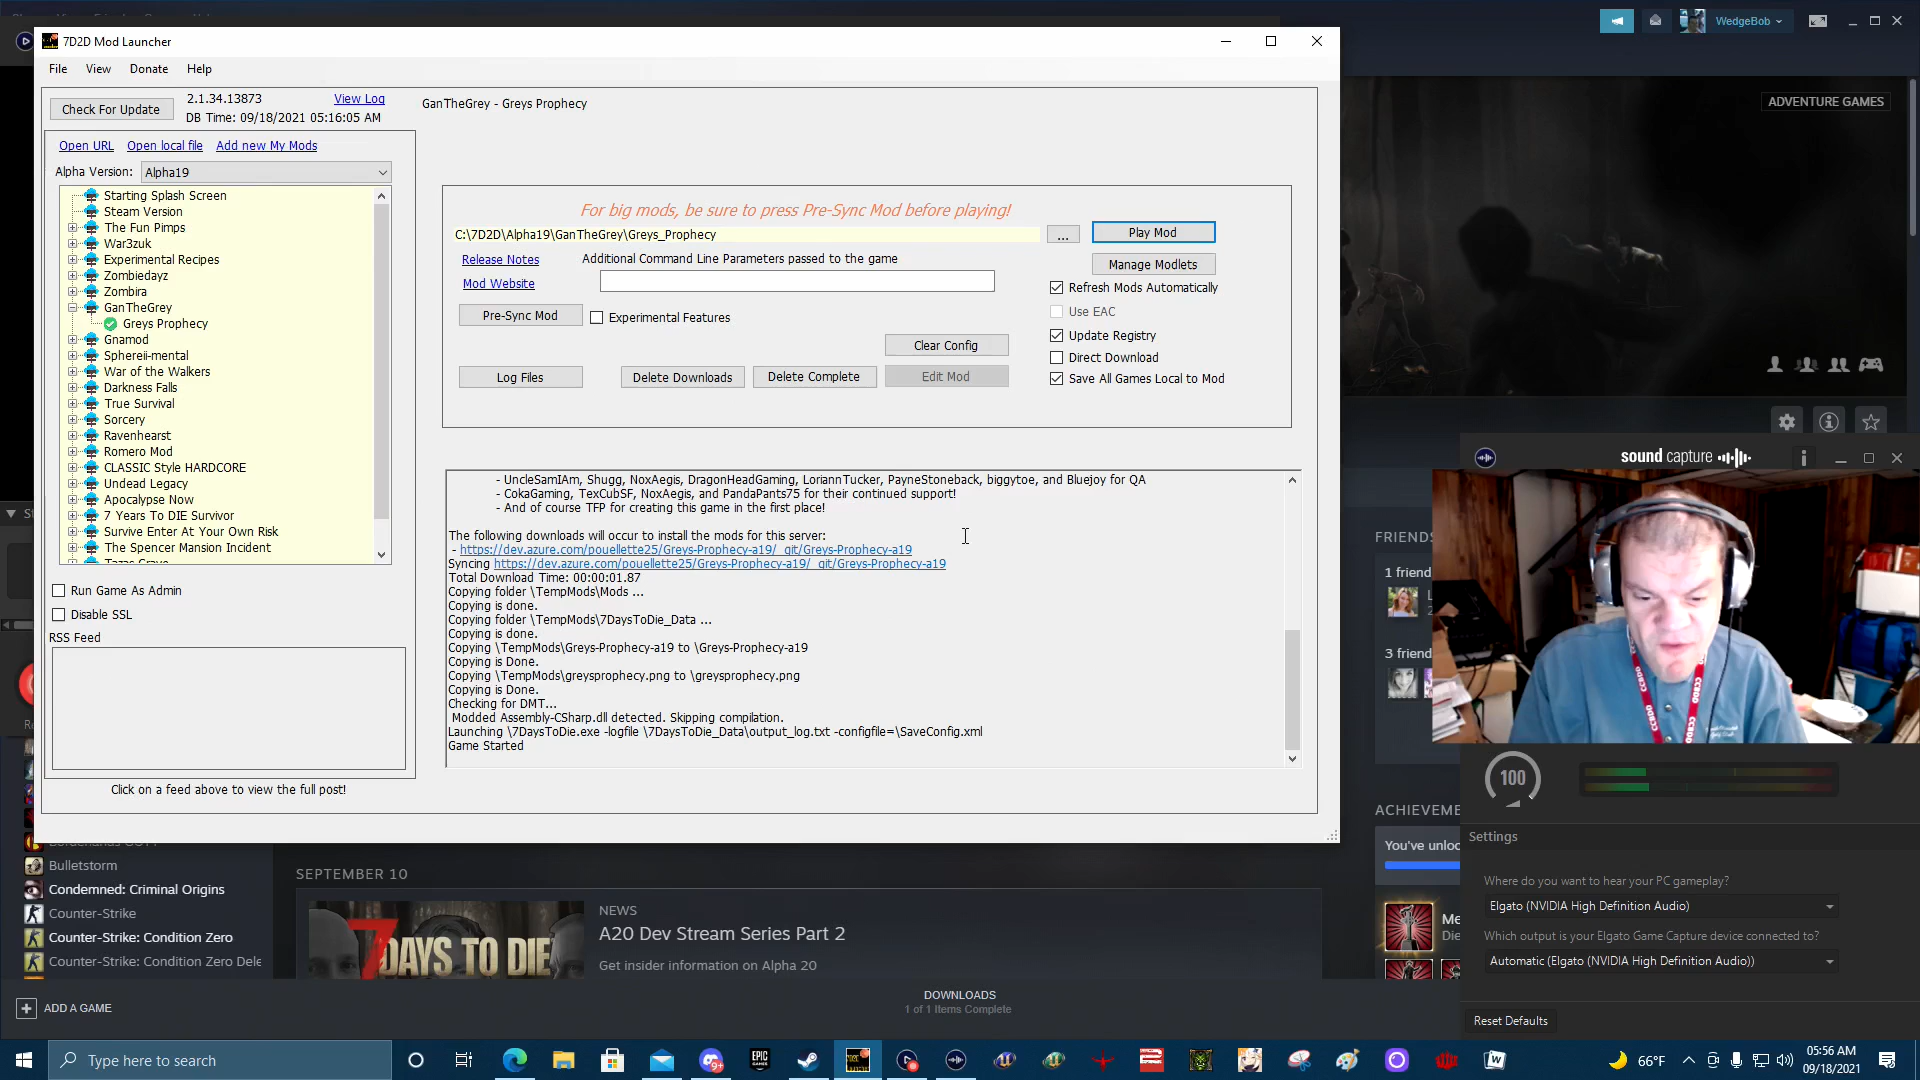 7D2D Mod Launcher
WedgeBob
File View Donate Help
ADVENTURE GAMES
Check For Update
2.1.34.13873
View Log
DB Time: 09/18/2021 05:16:05 AM
GanTheGrey - Greys Prophecy
Open URL Open local file Add new My Mods
Alpha Version: Alpha19
Starting Splash Screen
Steam Version
The Fun Pimps
War3zuk
Experimental Recipes
Zombiedayz
Zombira
GanTheGrey
Greys Prophecy
Gnamod
Sphereii-mental
War of the Walkers
Darkness Falls
True Survival
Sorcery
Ravenhearst
Romero Mod
CLASSIC Style HARDCORE
Undead Legacy
Apocalypse Now
7 Years To DIE Survivor
Survive Enter At Your Own Risk
The Spencer Mansion Incident
Run Game As Admin
Disable SSL
RSS Feed
Click on a feed above to view the full post!
For big mods, be sure to press Pre-Sync Mod before playing!
C:\7D2D\Alpha19\GanTheGrey\Greys_Prophecy
...
Play Mod
Release Notes
Additional Command Line Parameters passed to the game
Manage Modlets
Mod Website
Refresh Mods Automatically
Pre-Sync Mod
Experimental Features
Use EAC
Update Registry
Clear Config
Direct Download
Log Files
Delete Downloads
Delete Complete
Edit Mod
Save All Games Local to Mod
- UncleSamIAm, Shugg, NoxAegis, DragonHeadGaming, LoriannTucker, PayneStoneback, biggytoe, and Bluejoy for QA
- CokaGaming, TexCubSF, NoxAegis, and PandaPants75 for their continued support!
- And of course TFP for creating this game in the first place!
The following downloads will occur to install the mods for this server:
- https://dev.azure.com/pouellette25/Greys-Prophecy-a19/_git/Greys-Prophecy-a19
Syncing https://dev.azure.com/pouellette25/Greys-Prophecy-a19/_git/Greys-Prophecy-a19
Total Download Time: 00:00:01.87
Copying folder \TempMods\Mods ...
Copying is done.
Copying folder \TempMods\7DaysToDie_Data ...
Copying is done.
Copying \TempMods\Greys-Prophecy-a19 to \Greys-Prophecy-a19
Copying is Done.
Copying \TempMods\greysprophecy.png to \greysprophecy.png
Copying is Done.
Checking for DMT...
Modded Assembly-CSharp.dll detected. Skipping compilation.
Launching \7DaysToDie.exe -logfile \7DaysToDie_Data\output_log.txt -configfile=\SaveConfig.xml
Game Started
sound capture
FRIENDS
1 friend
3 friend
CCBDD
CCBDD
100
ACHIEVEME
You've unloc
Me
Die
Settings
Where do you want to hear your PC gameplay?
Elgato (NVIDIA High Definition Audio)
Which output is your Elgato Game Capture device connected to?
Automatic (Elgato (NVIDIA High Definition Audio))
Reset Defaults
Bulletstorm
Condemned: Criminal Origins
Counter-Strike
Counter-Strike: Condition Zero
Counter-Strike: Condition Zero Dele
ADD A GAME
SEPTEMBER 10
7 DAYS TO DIE
NEWS
A20 Dev Stream Series Part 2
Get insider information on Alpha 20
DOWNLOADS
1 of 1 Items Complete
Type here to search
EPIC GAMES
9+
66°F
05:56 AM
09/18/2021